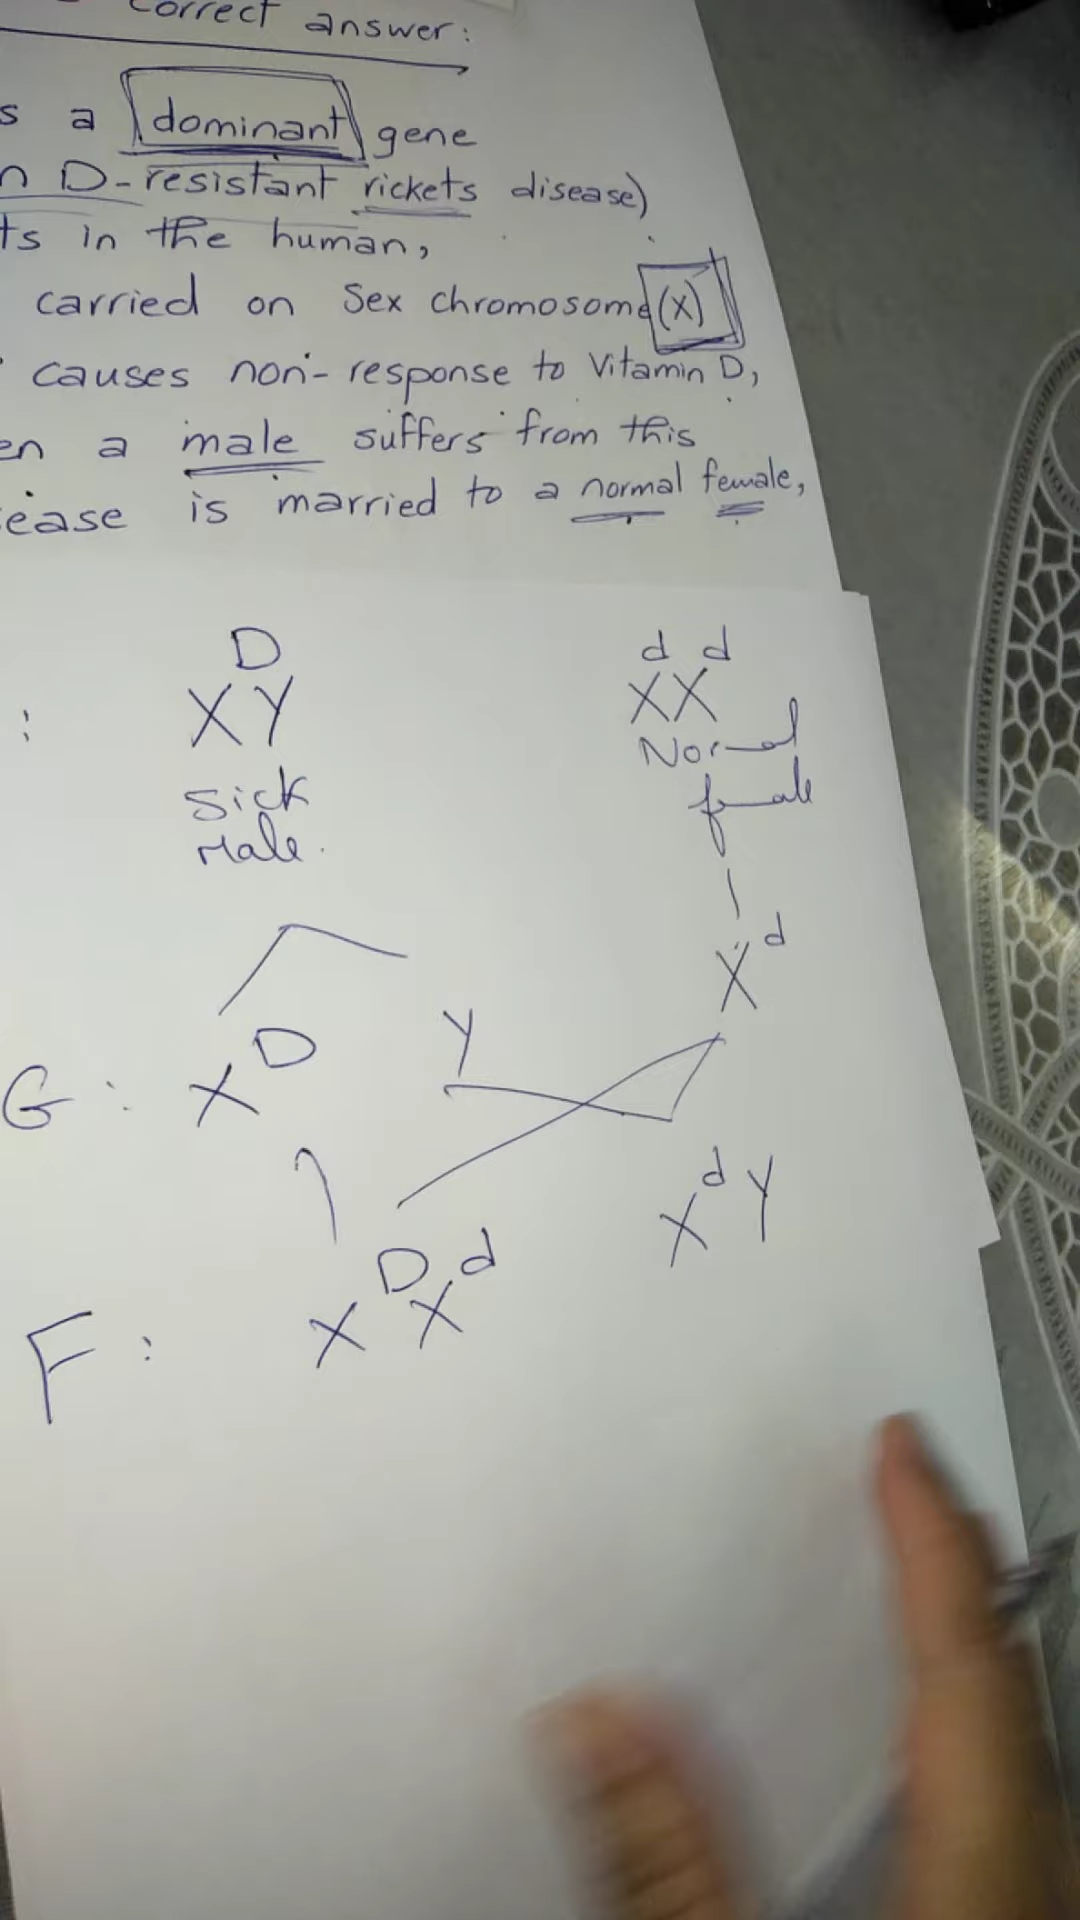 correct answer:
s a dominant gene
n D-resistant rickets disease)
ts in the human,
carried on Sex chromosome (X)
causes non-response to Vitamin D,
en a male suffers from this
ease is married to a normal female,
D d d
: XY XX
Sick Normal
Male. female
X d
G: X D Y
X d Y
F: X D X d